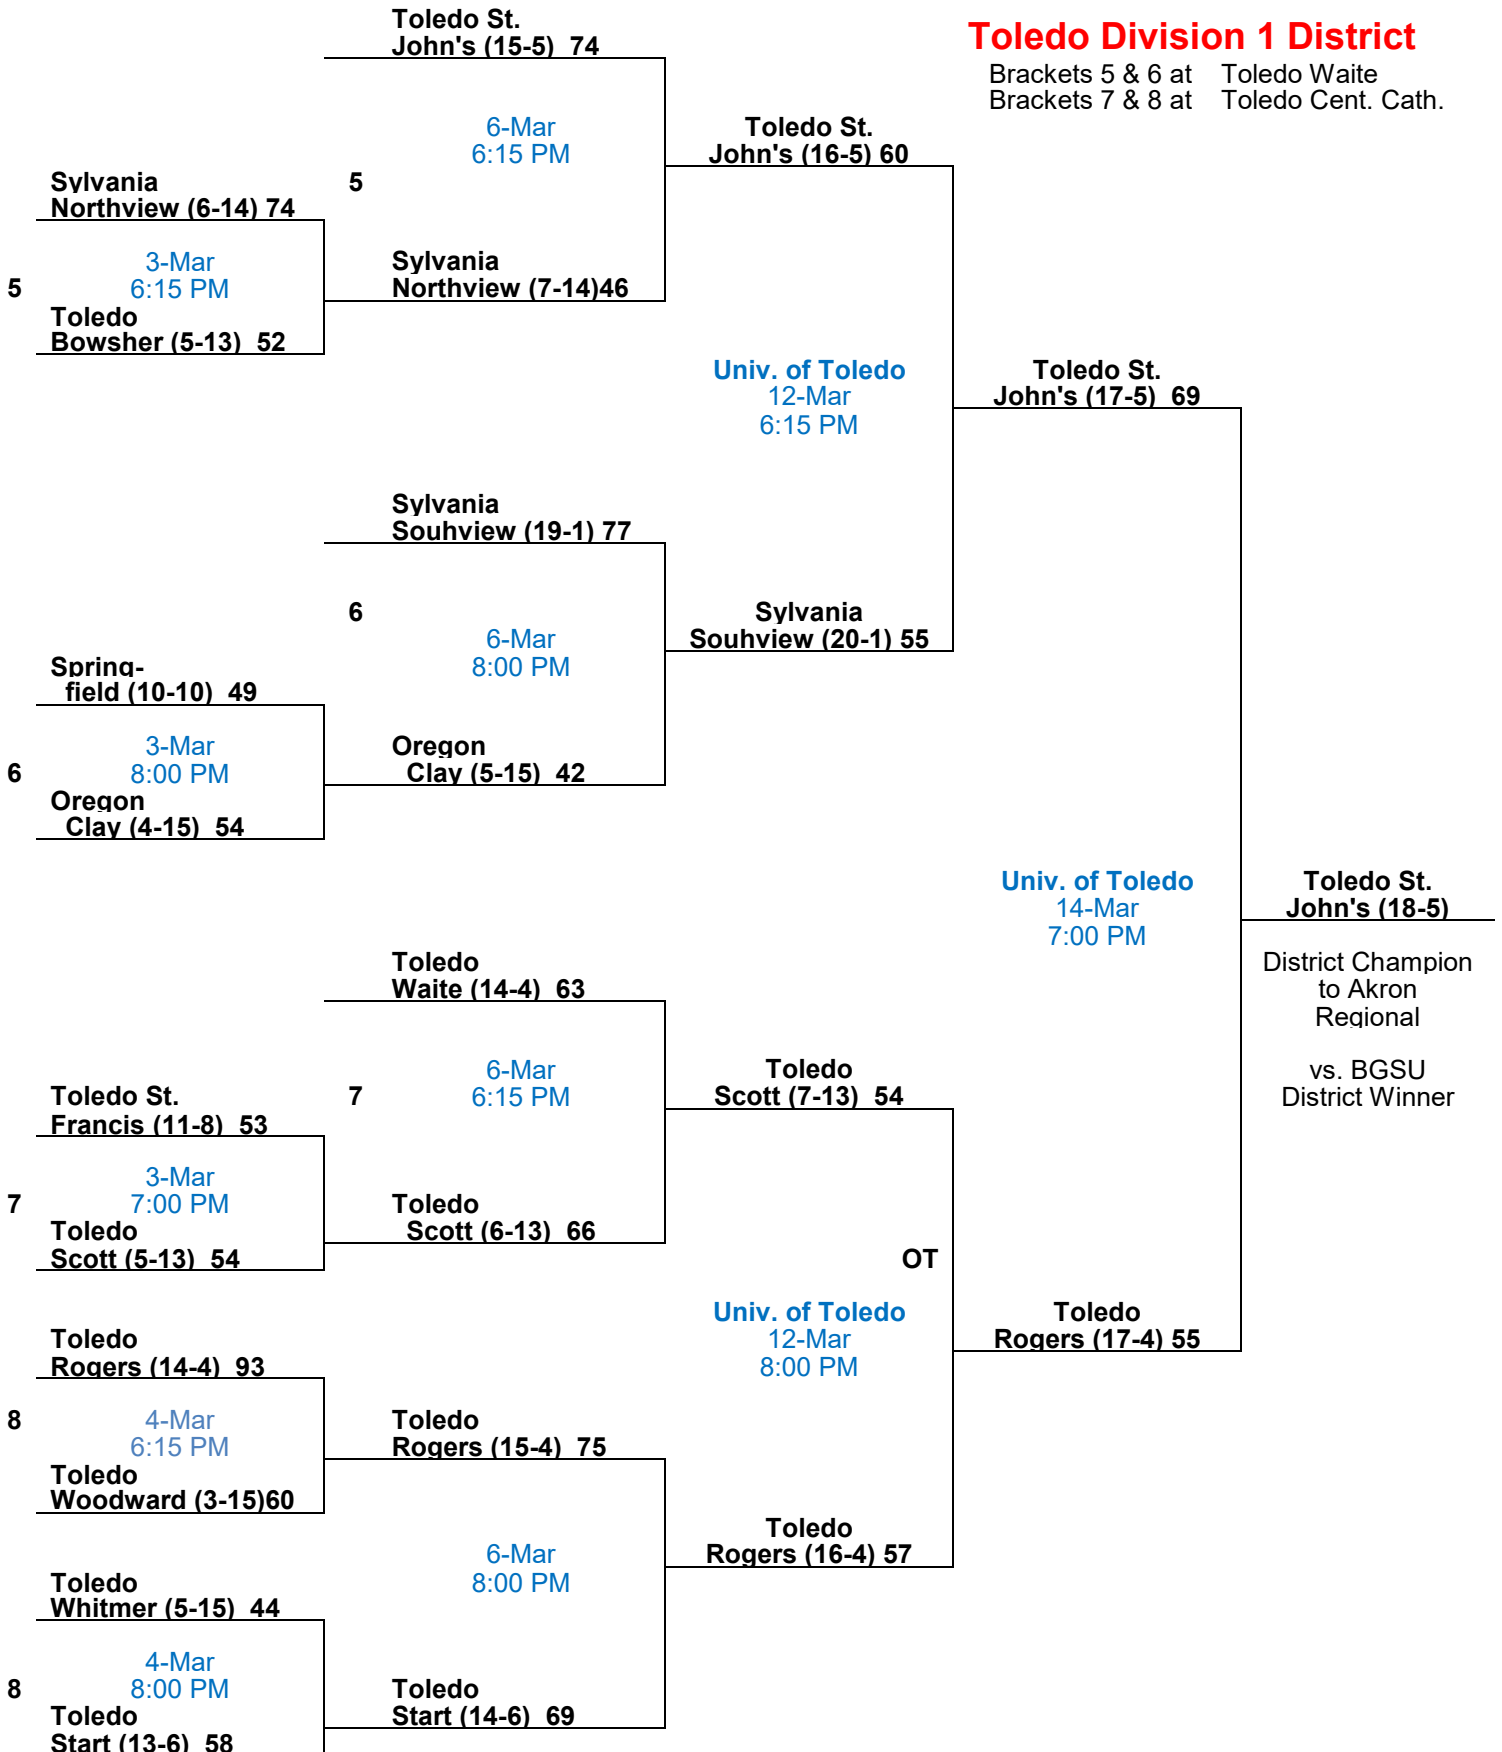 Toledo St.
John's (15-5)  74
Toledo Division 1 District
Brackets 5 & 6 at    Toledo Waite
Brackets 7 & 8 at    Toledo Cent. Cath.
6-Mar
6:15 PM
Toledo St.
John's (16-5) 60
5
Sylvania
Northview (6-14) 74
3-Mar
6:15 PM
5
Toledo
Bowsher (5-13)  52
Sylvania
Northview (7-14)46
Univ. of Toledo
12-Mar
6:15 PM
Toledo St.
John's (17-5)  69
Sylvania
Souhview (19-1) 77
6
6-Mar
8:00 PM
Sylvania
Souhview (20-1) 55
Spring-
field (10-10)  49
3-Mar
8:00 PM
6
Oregon
Clay (4-15)  54
Oregon
Clay (5-15)  42
Univ. of Toledo
14-Mar
7:00 PM
Toledo St.
John's (18-5)
District Champion
to Akron
Regional
vs. BGSU
District Winner
Toledo
Waite (14-4)  63
6-Mar
6:15 PM
7
Toledo
Scott (7-13)  54
Toledo St.
Francis (11-8)  53
3-Mar
7:00 PM
7
Toledo
Scott (5-13)  54
Toledo
Scott (6-13)  66
OT
Univ. of Toledo
12-Mar
8:00 PM
Toledo
Rogers (17-4) 55
Toledo
Rogers (14-4)  93
8
4-Mar
6:15 PM
Toledo
Woodward (3-15)60
Toledo
Rogers (15-4)  75
6-Mar
8:00 PM
Toledo
Rogers (16-4) 57
Toledo
Whitmer (5-15)  44
4-Mar
8:00 PM
8
Toledo
Start (13-6)  58
Toledo
Start (14-6)  69